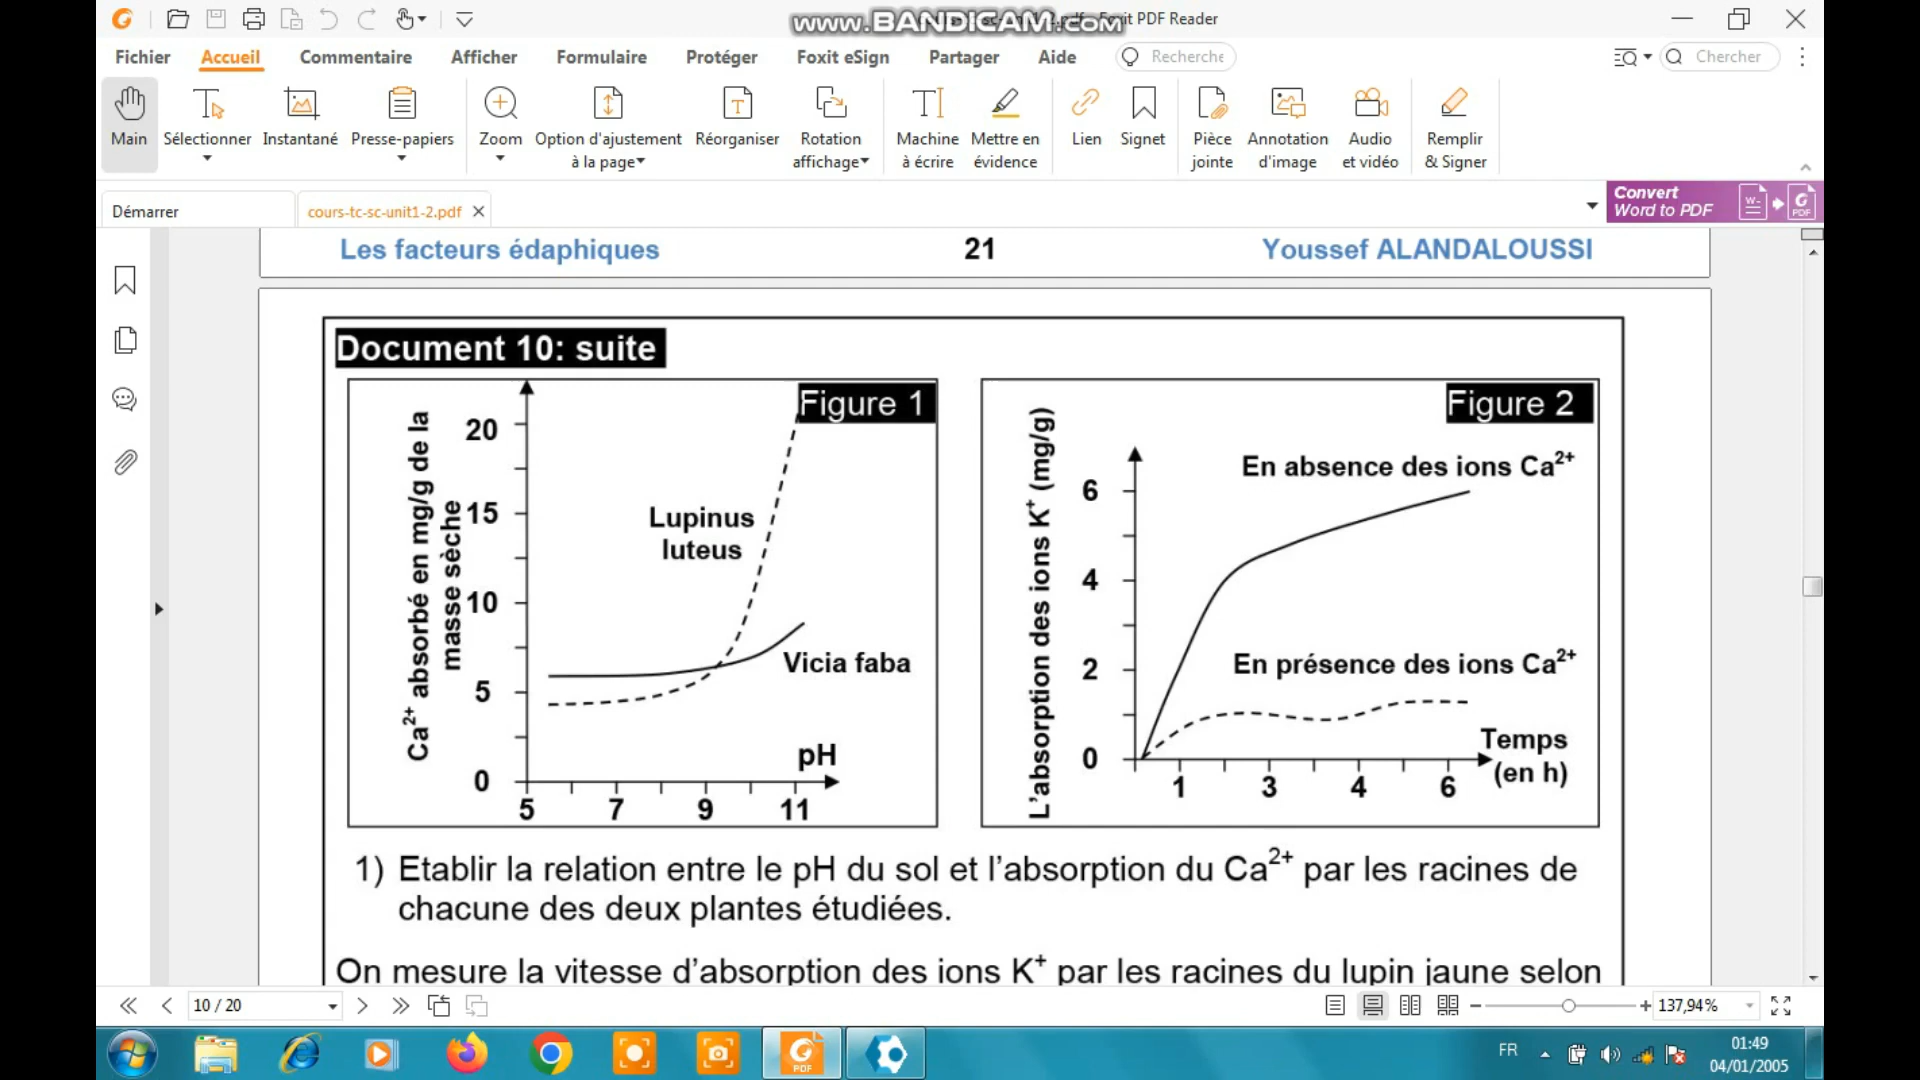 www.BANDICAM.com
Foxit PDF Reader
Fichier Accueil Commentaire Afficher Formulaire Protéger Foxit eSign Partager Aide Recherche Chercher
Main Sélectionner Instantané Presse-papiers Zoom Option d'ajustement à la page Réorganiser Rotation affichage Machine à écrire Mettre en évidence Lien Signet Pièce jointe Annotation d'image Audio et vidéo Remplir & Signer
Démarrer cours-tc-sc-unit1-2.pdf
Convert
Word to PDF
Les facteurs édaphiques 21 Youssef ALANDALOUSSI
Document 10: suite
Figure 1
Ca2+ absorbé en mg/g de la
masse sèche
20
15
10
5
0
Lupinus
luteus
Vicia faba
pH
5 7 9 11
Figure 2
L'absorption des ions K+ (mg/g)
En absence des ions Ca2+
6
4
2
0
En présence des ions Ca2+
Temps
(en h)
1 3 4 6
1) Etablir la relation entre le pH du sol et l'absorption du Ca2+ par les racines de
chacune des deux plantes étudiées.
On mesure la vitesse d'absorption des ions K+ par les racines du lupin jaune selon
10 / 20 137,94%
FR 01:49
04/01/2005